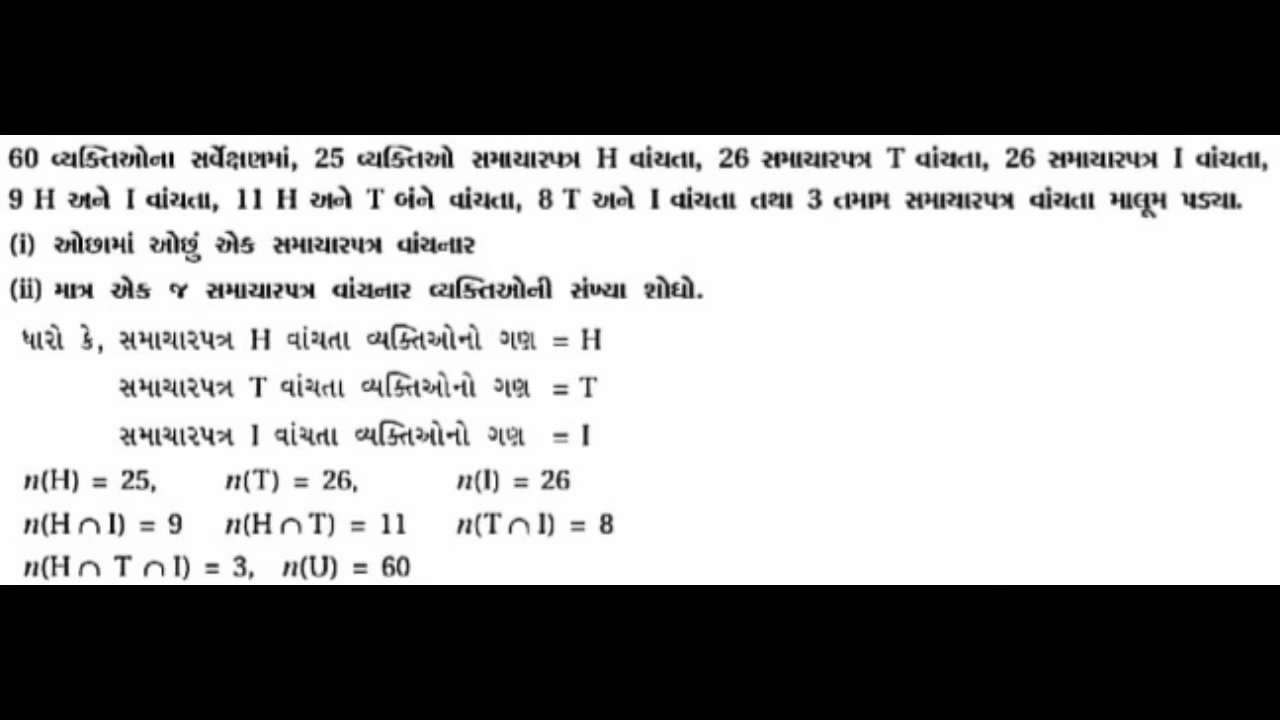 60 વ્યક્તિઓના સર્વેક્ષણમાં, 25 વ્યક્તિઓ સમાચારપત્ર H વાંચતા, 26 સમાચારપત્ર T વાંચતા, 26 સમાચારપત્ર I વાંચતા,
9 H અને I વાંચતા, 11 H અને T બંને વાંચતા, 8 T અને I વાંચતા તથા 3 તમામ સમાચારપત્ર વાંચતા માલૂમ પડ્યા.
(i) ઓછામાં ઓછું એક સમાચારપત્ર વાંચનાર
(ii) માત્ર એક જ સમાચારપત્ર વાંચનાર વ્યક્તિઓની સંખ્યા શોધો.
ધારો કે, સમાચારપત્ર H વાંચતા વ્યક્તિઓનો ગણ = H
સમાચારપત્ર T વાંચતા વ્યક્તિઓનો ગણ = T
સમાચારપત્ર I વાંચતા વ્યક્તિઓનો ગણ = I
n(H) = 25, n(T) = 26, n(I) = 26
n(H ∩ I) = 9 n(H ∩ T) = 11 n(T ∩ I) = 8
n(H ∩ T ∩ I) = 3, n(U) = 60